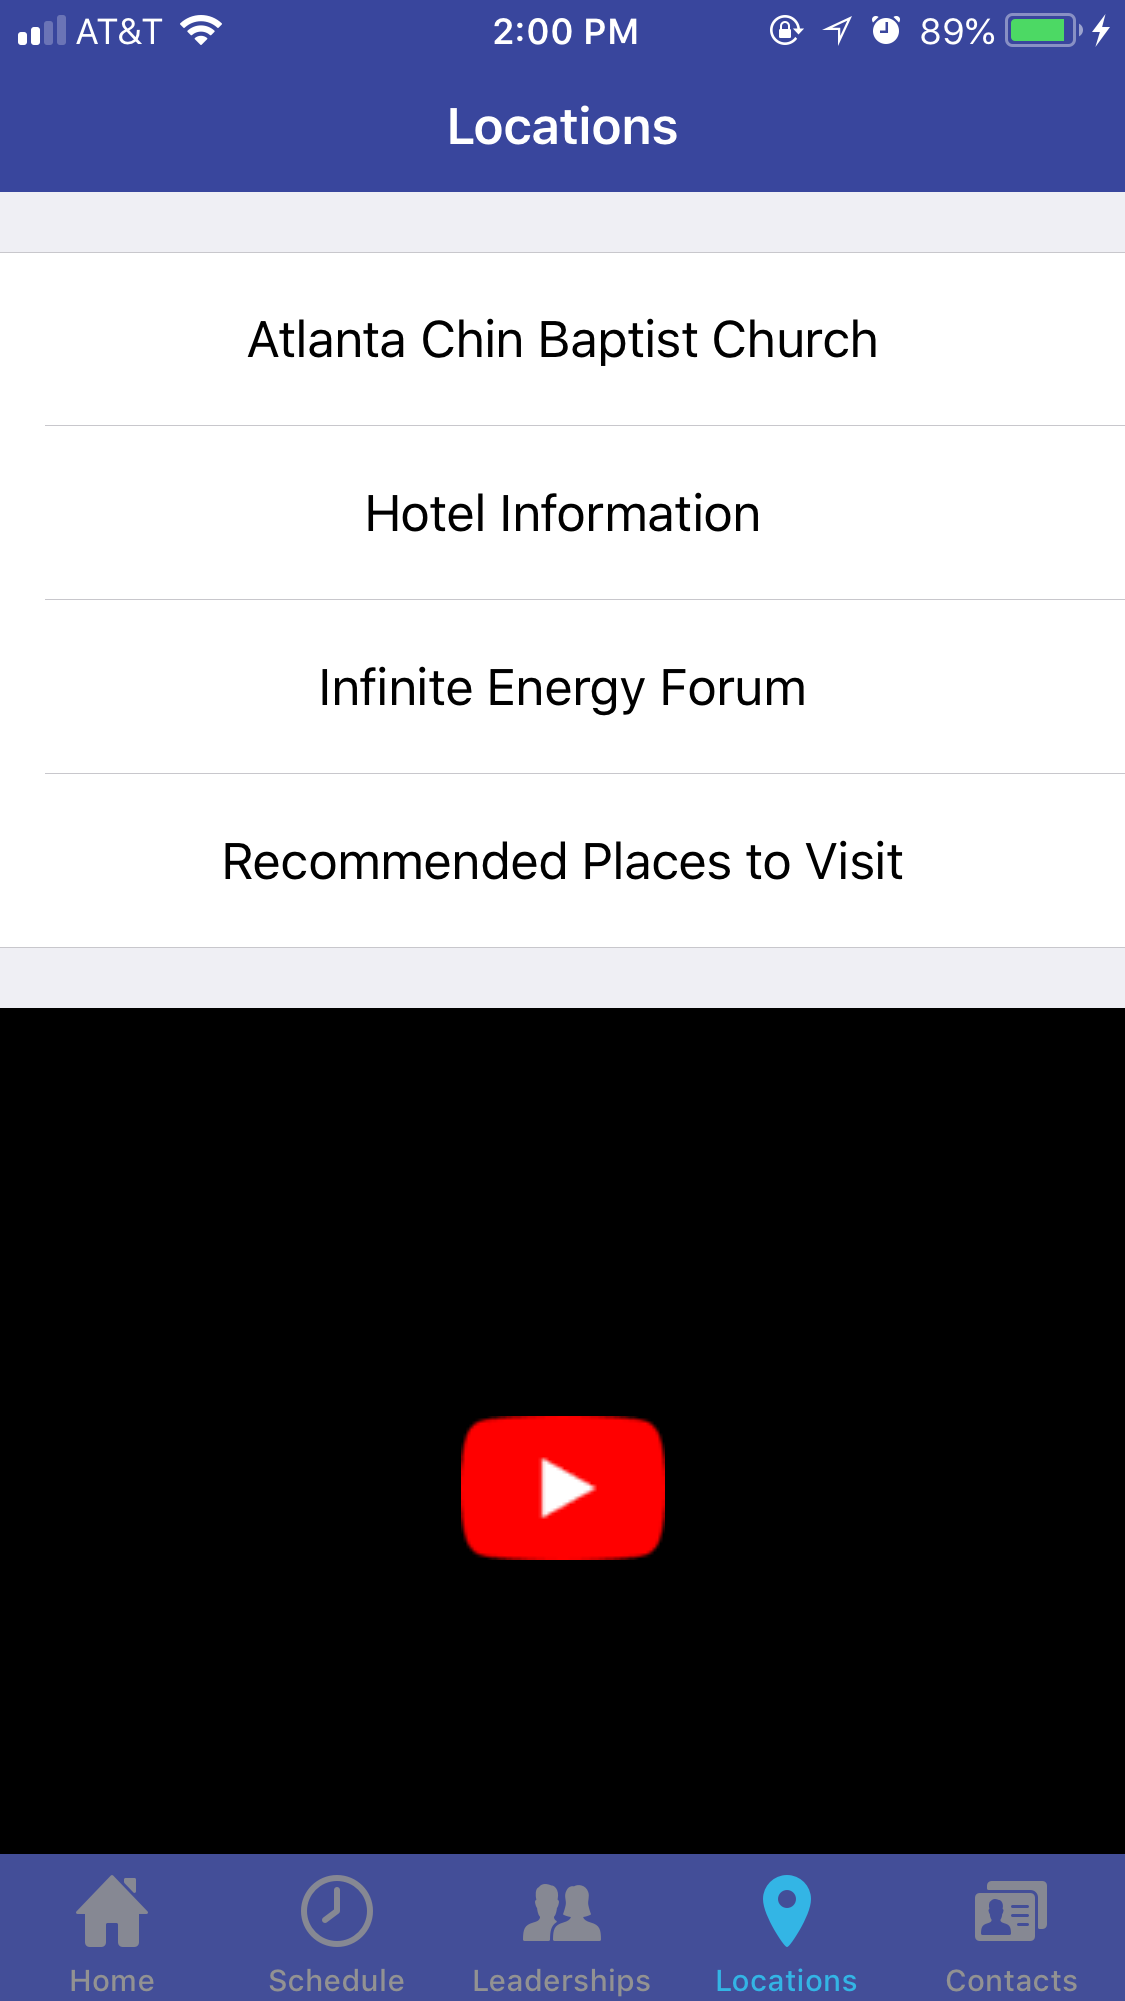 AT&T 2:00 PM 89%
Locations
Atlanta Chin Baptist Church
Hotel Information
Infinite Energy Forum
Recommended Places to Visit
Home Schedule Leaderships Locations Contacts